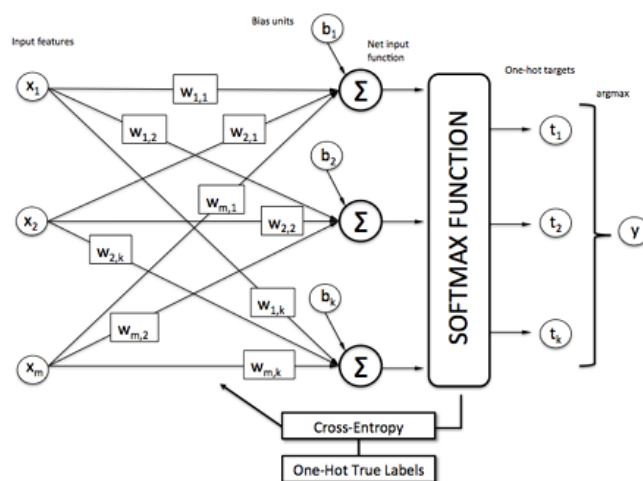 Input features
Bias units
Net input
function
One-hot targets
argmax
x1
x2
xm
w1,1
w1,2
w2,1
wm,1
w2,2
w2,k
w1,k
wm,2
wm,k
b1
b2
bk
Σ
Σ
Σ
SOFTMAX FUNCTION
t1
t2
tk
y
Cross-Entropy
One-Hot True Labels